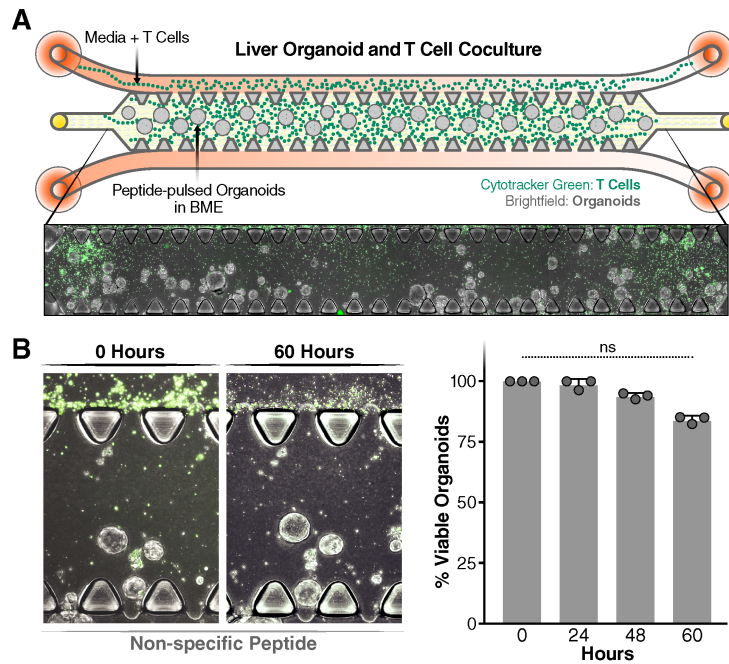 A
Media + T Cells
Liver Organoid and T Cell Coculture
Peptide-pulsed Organoids
in BME
Cytotracker Green: T Cells
Brightfield: Organoids
B
0 Hours
60 Hours
Non-specific Peptide
ns
100
75
50
25
0
% Viable Organoids
0 24 48 60
Hours